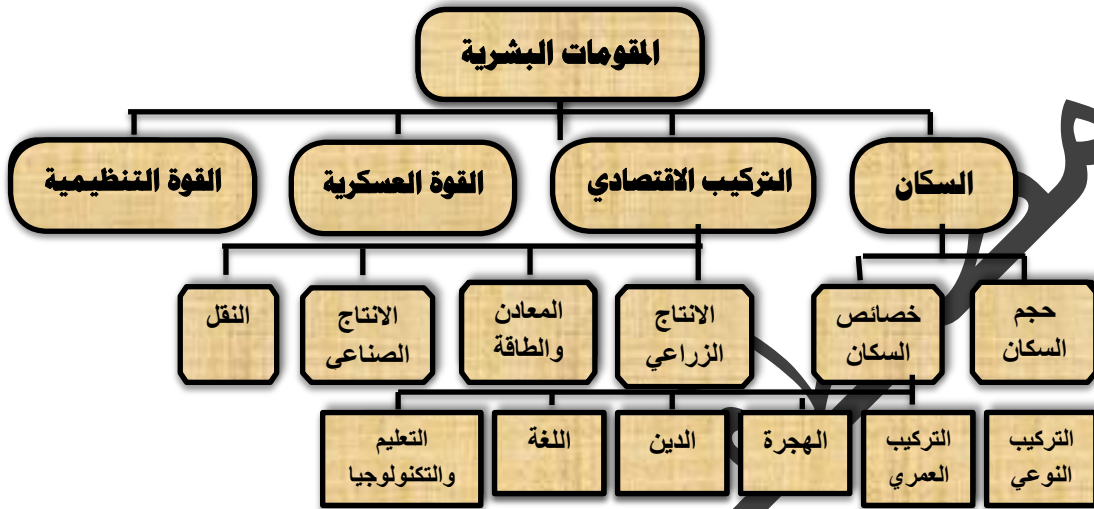 المقومات البشرية
السكان
التركيب الاقتصادي
القوة العسكرية
القوة التنظيمية
حجم
السكان
خصائص
السكان
الانتاج
الزراعي
المعادن
والطاقة
الانتاج
الصناعى
النقل
التركيب
النوعي
التركيب
العمري
الهجرة
الدين
اللغة
التعليم
والتكنولوجيا